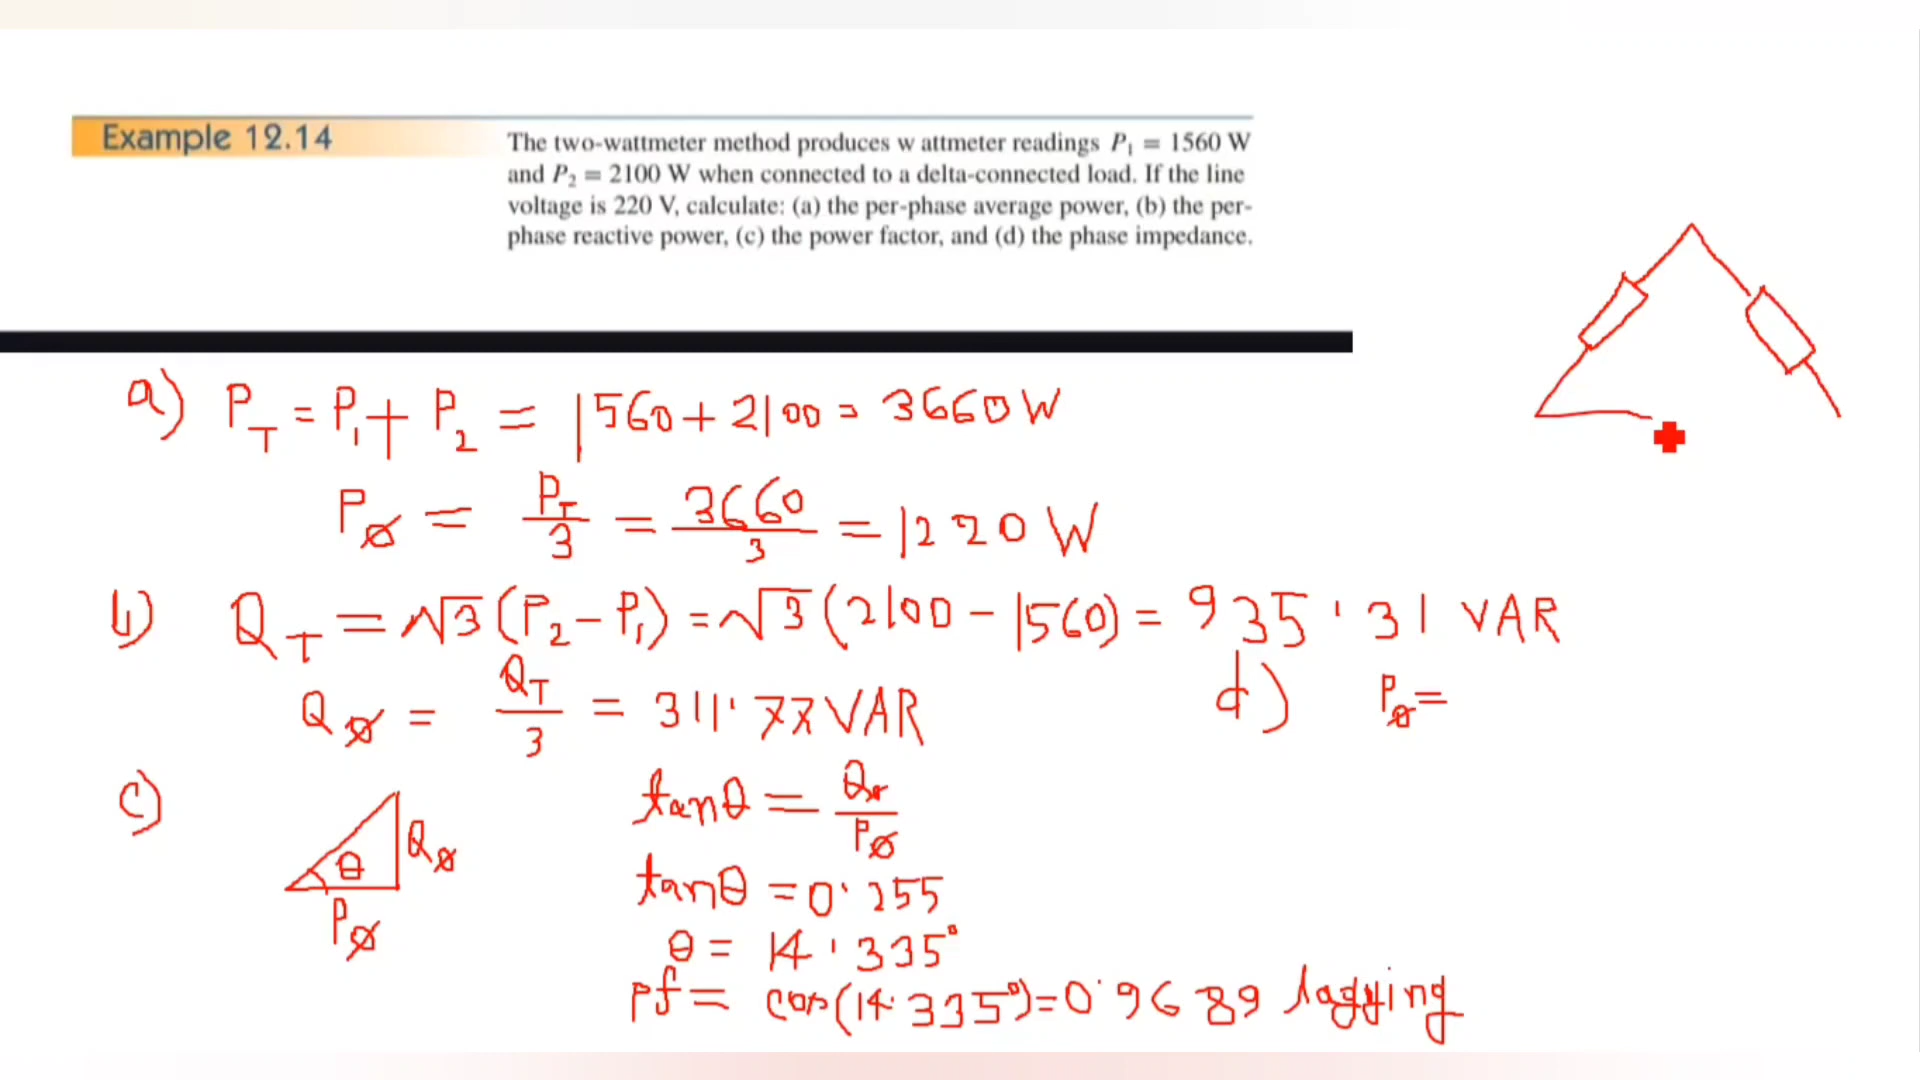 Example 12.14
The two-wattmeter method produces w attmeter readings P₁ = 1560 W
and P₂ = 2100 W when connected to a delta-connected load. If the line
voltage is 220 V, calculate: (a) the per-phase average power, (b) the per-
phase reactive power, (c) the power factor, and (d) the phase impedance.
a) P_T = P₁ + P₂ = 1560 + 2100 = 3660 W
P_Ø = P_T/3 = 3660/3 = 1220 W
b) Q_T = √3 (P₂ - P₁) = √3 (2100 - 1560) = 935.31 VAR
Q_Ø = Q_T/3 = 311.77 VAR
d) P_Ø =
c) θ Q_Ø P_Ø
tanθ = Q_Ø/P_Ø
tanθ = 0.255
θ = 14.335°
pf = cos(14.335°) = 0.9689 lagging